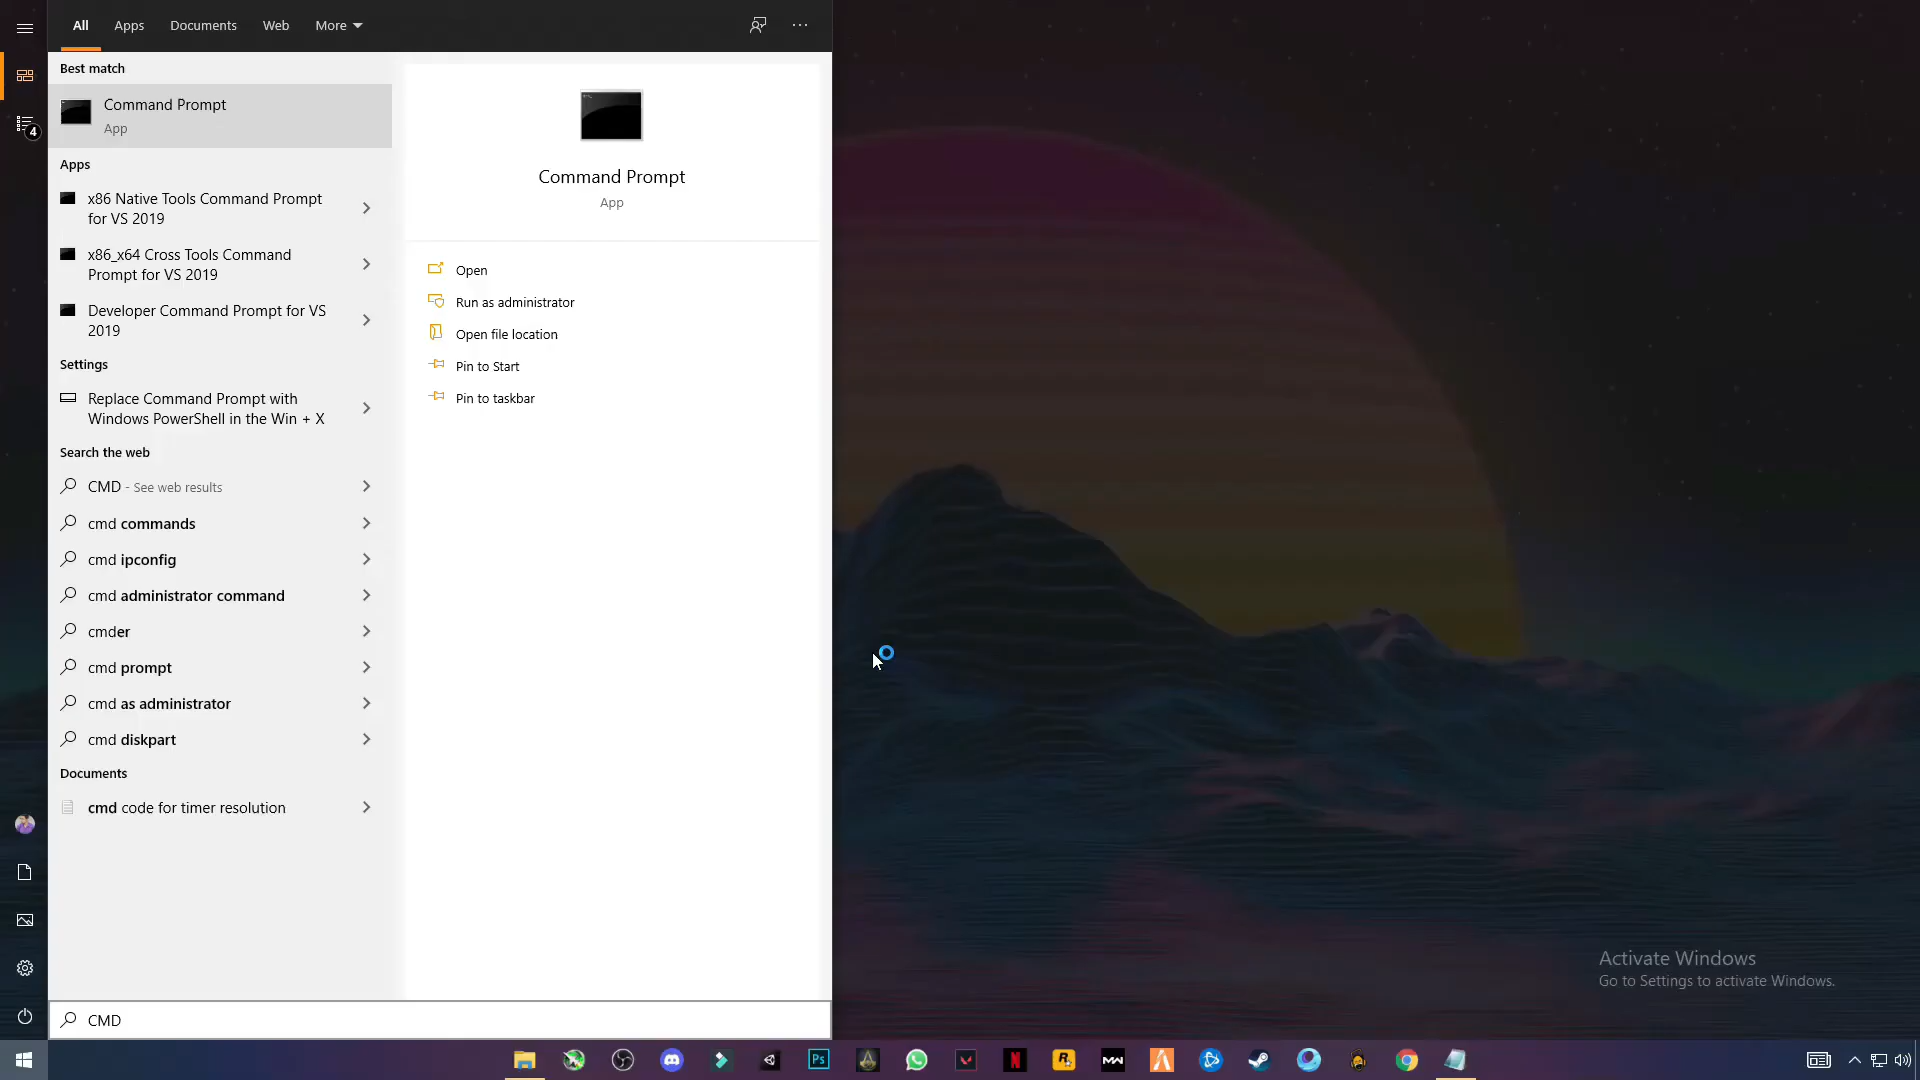 All Apps Documents Web More
Best match
Command Prompt
App
Apps
x86 Native Tools Command Prompt
for VS 2019
x86_x64 Cross Tools Command
Prompt for VS 2019
Developer Command Prompt for VS
2019
Settings
Replace Command Prompt with
Windows PowerShell in the Win + X
Search the web
CMD - See web results
cmd commands
cmd ipconfig
cmd administrator command
cmder
cmd prompt
cmd as administrator
cmd diskpart
Documents
cmd code for timer resolution
CMD
Command Prompt
App
Open
Run as administrator
Open file location
Pin to Start
Pin to taskbar
4
Activate Windows
Go to Settings to activate Windows.
Ps
N
R
MW